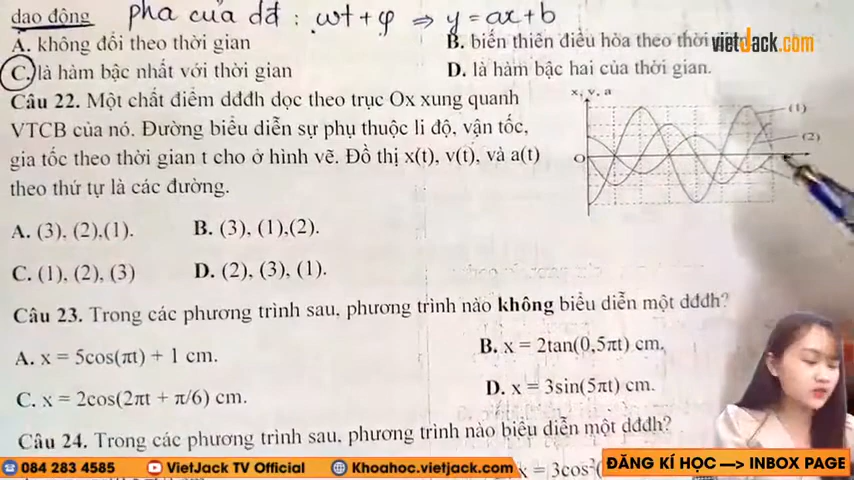 dao động pha của dđ : ωt + φ ⇒ y = ax + b
A. không đổi theo thời gian
B. biến thiên điều hòa theo thời
vietJack.com
C. là hàm bậc nhất với thời gian
D. là hàm bậc hai của thời gian.
Câu 22. Một chất điểm dđđh dọc theo trục Ox xung quanh
VTCB của nó. Đường biểu diễn sự phụ thuộc li độ, vận tốc,
gia tốc theo thời gian t cho ở hình vẽ. Đồ thị x(t), v(t), và a(t)
theo thứ tự là các đường.
x, v, a
(1)
(2)
O
A. (3), (2),(1).
B. (3), (1),(2).
C. (1), (2), (3)
D. (2), (3), (1).
Câu 23. Trong các phương trình sau, phương trình nào không biểu diễn một dđđh?
A. x = 5cos(πt) + 1 cm.
B. x = 2tan(0,5πt) cm.
C. x = 2cos(2πt + π/6) cm.
D. x = 3sin(5πt) cm.
Câu 24. Trong các phương trình sau, phương trình nào biểu diễn một dđđh?
x = 3cos²(
084 283 4585
VietJack TV Official
Khoahoc.vietjack.com
ĐĂNG KÍ HỌC —> INBOX PAGE